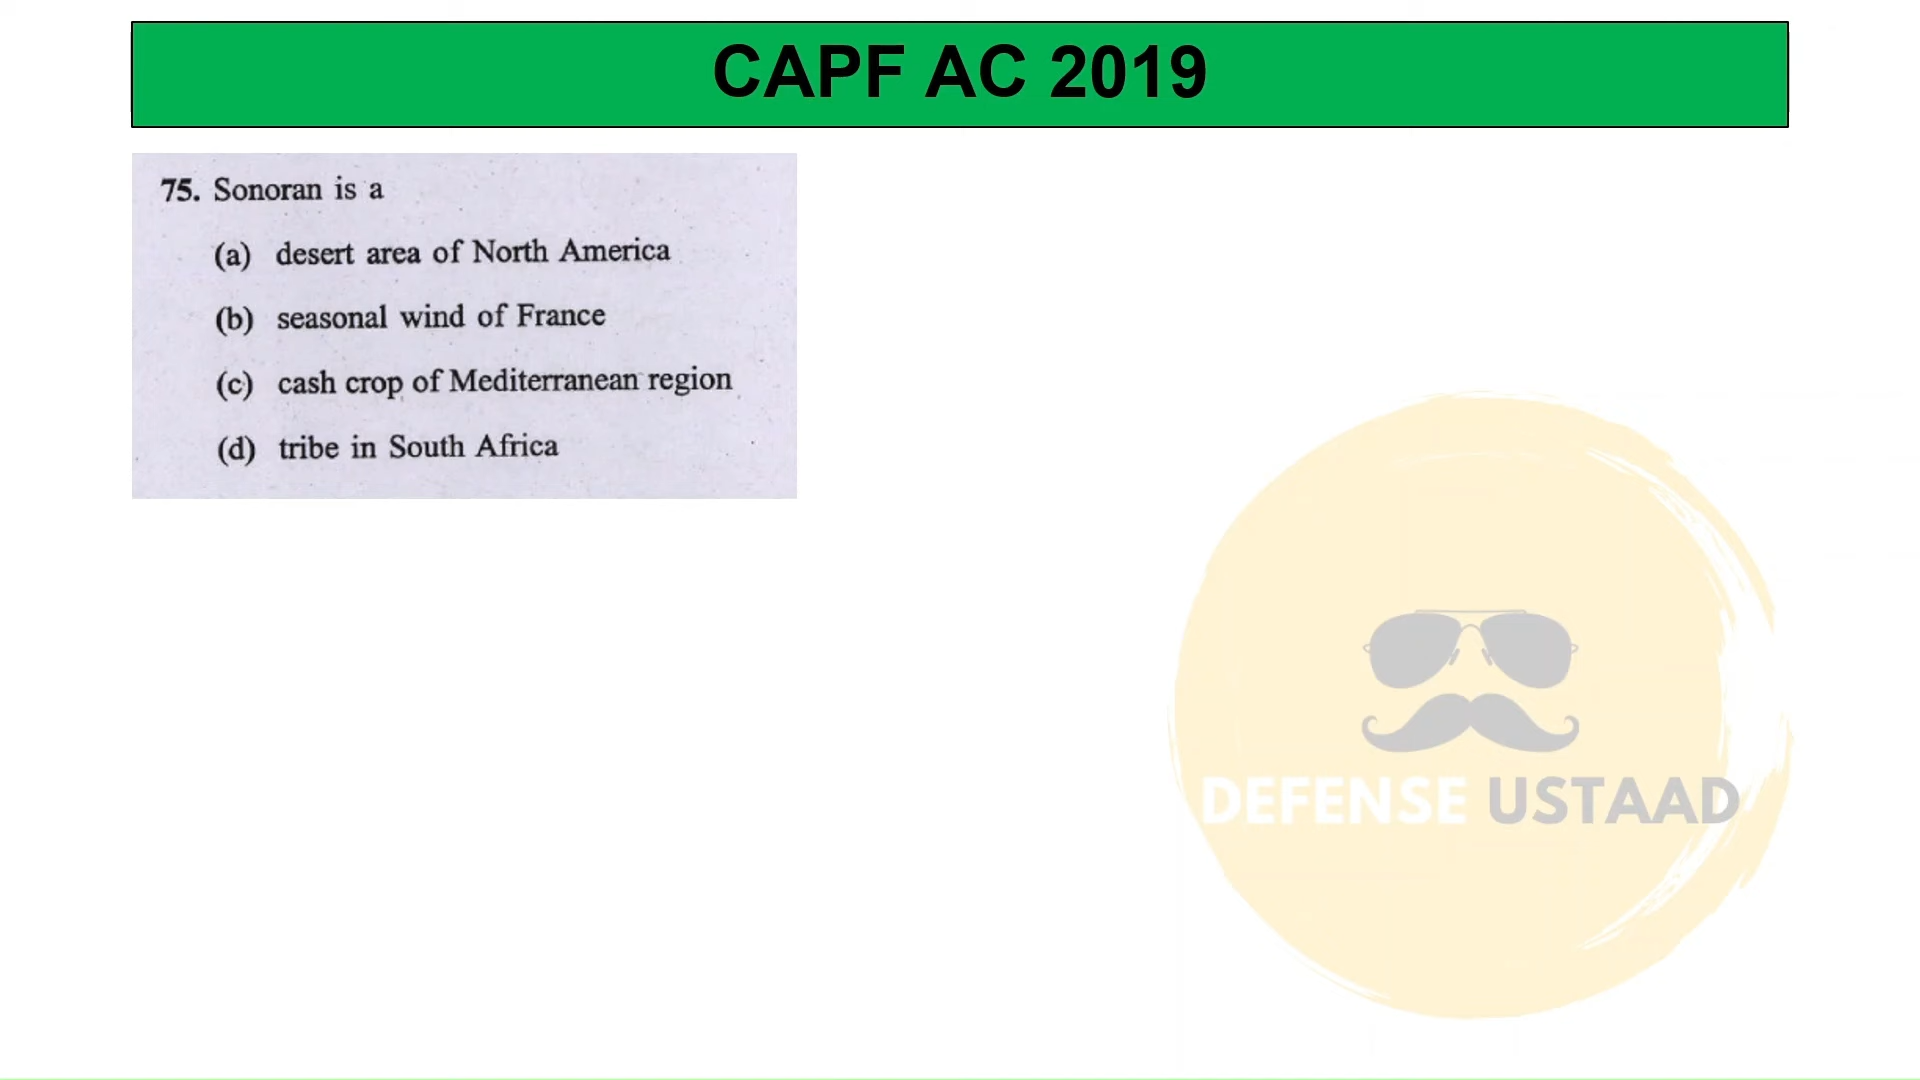 CAPF AC 2019
75. Sonoran is a
(a) desert area of North America
(b) seasonal wind of France
(c) cash crop of Mediterranean region
(d) tribe in South Africa
DEFENSE USTAAD